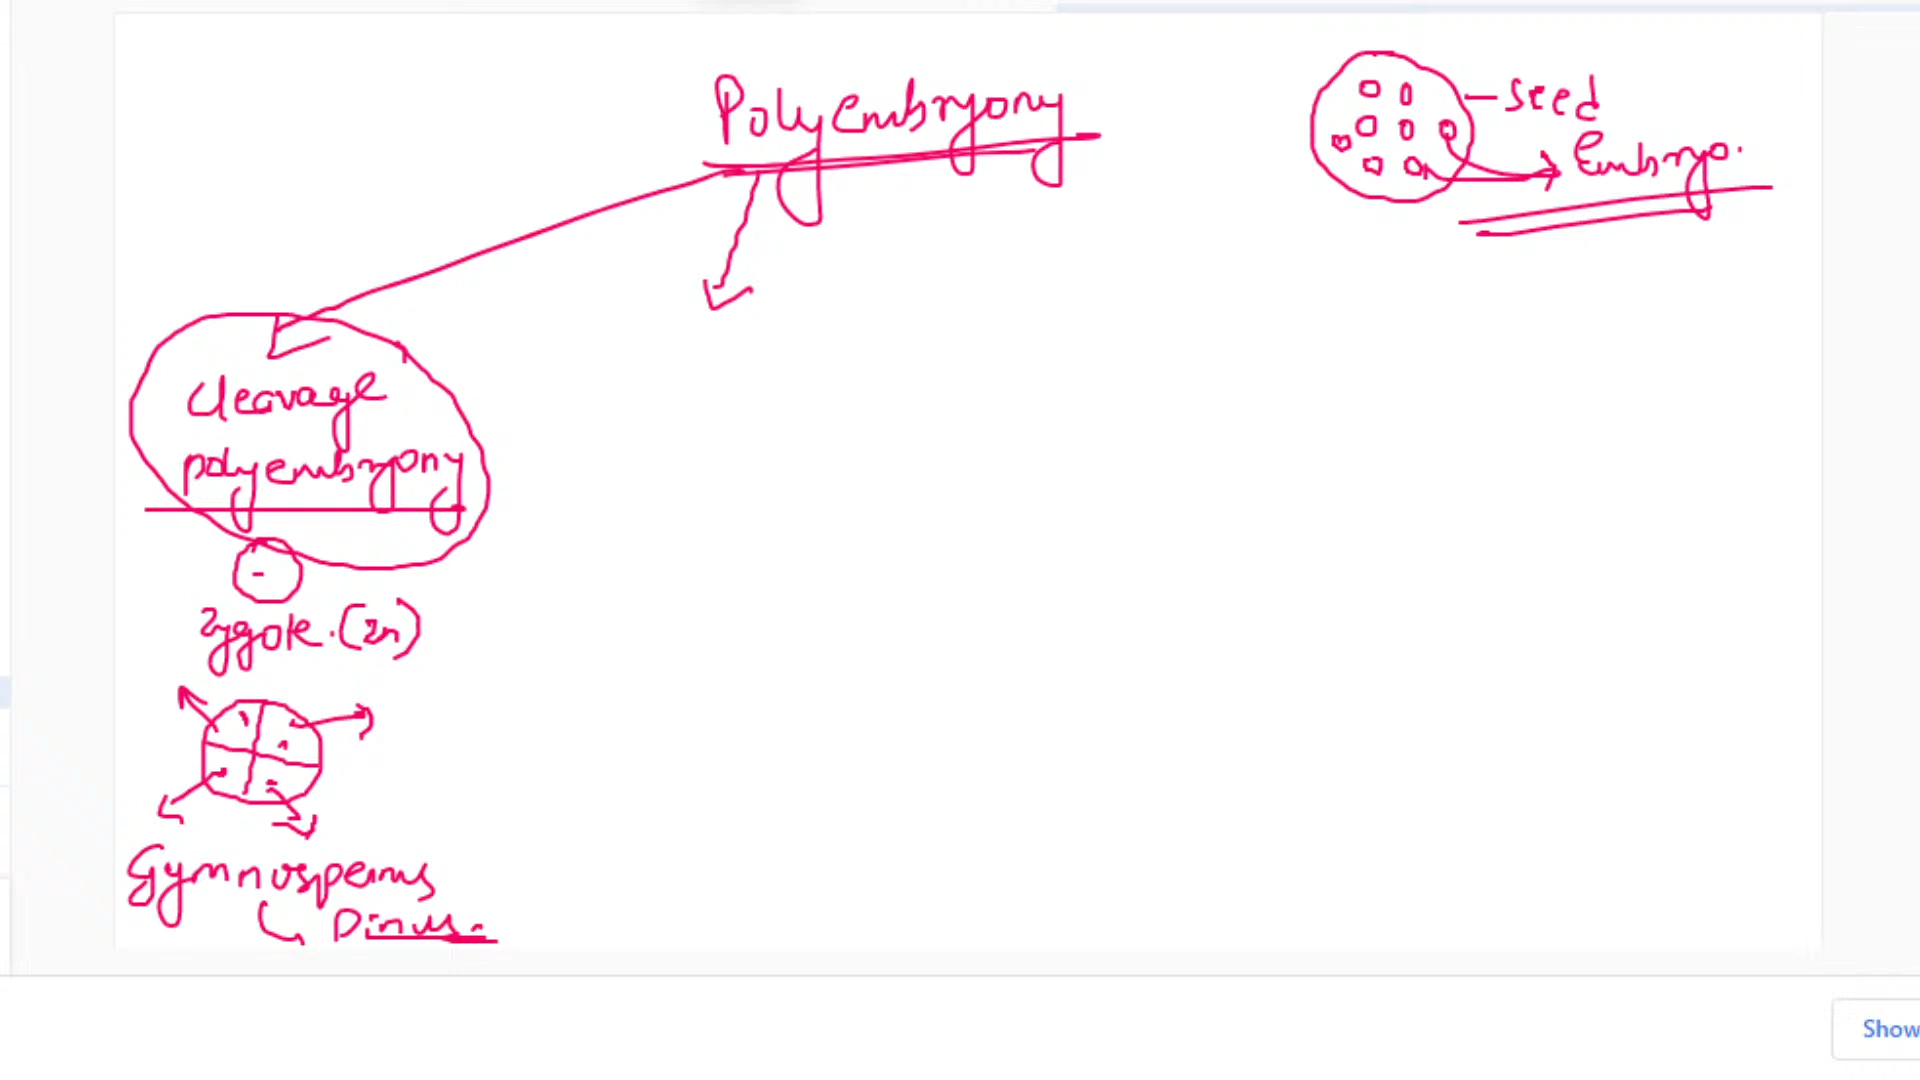 Polyembryony
seed
Embryo.
cleavage
polyembryony
zygote.(2n)
Gymnosperms
Pinus.
Show